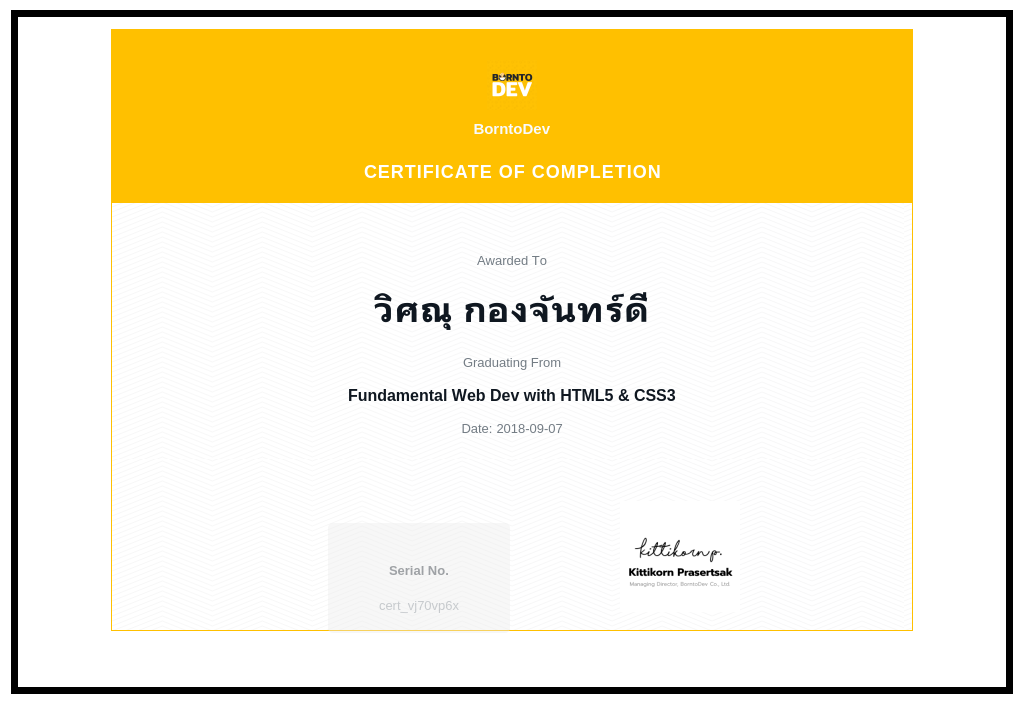 BORNTO
DEV
BorntoDev
CERTIFICATE OF COMPLETION
Awarded To
วิศณุ กองจันทร์ดี
Graduating From
Fundamental Web Dev with HTML5 & CSS3
Date: 2018-09-07
Serial No.
cert_vj70vp6x
kittikorn p.
Kittikorn Prasertsak
Managing Director, BorntoDev Co., Ltd